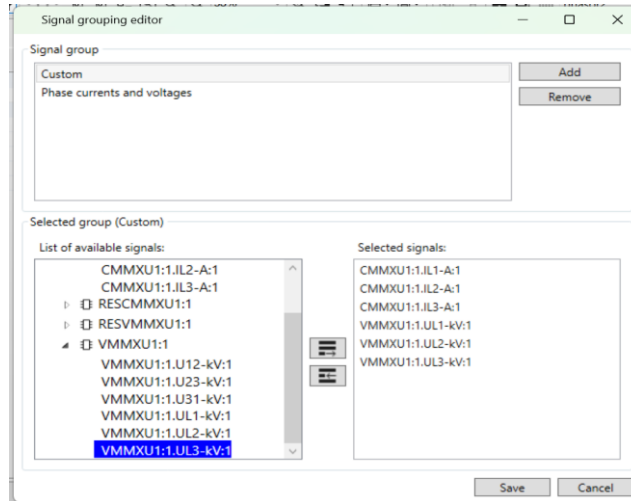 Signal grouping editor
Signal group
Custom
Phase currents and voltages
Add
Remove
Selected group (Custom)
List of available signals:
CMMXU1:1.IL2-A:1
CMMXU1:1.IL3-A:1
RESCMMXU1:1
RESVMMXU1:1
VMMXU1:1
VMMXU1:1.U12-kV:1
VMMXU1:1.U23-kV:1
VMMXU1:1.U31-kV:1
VMMXU1:1.UL1-kV:1
VMMXU1:1.UL2-kV:1
VMMXU1:1.UL3-kV:1
Selected signals:
CMMXU1:1.IL1-A:1
CMMXU1:1.IL2-A:1
CMMXU1:1.IL3-A:1
VMMXU1:1.UL1-kV:1
VMMXU1:1.UL2-kV:1
VMMXU1:1.UL3-kV:1
Save
Cancel